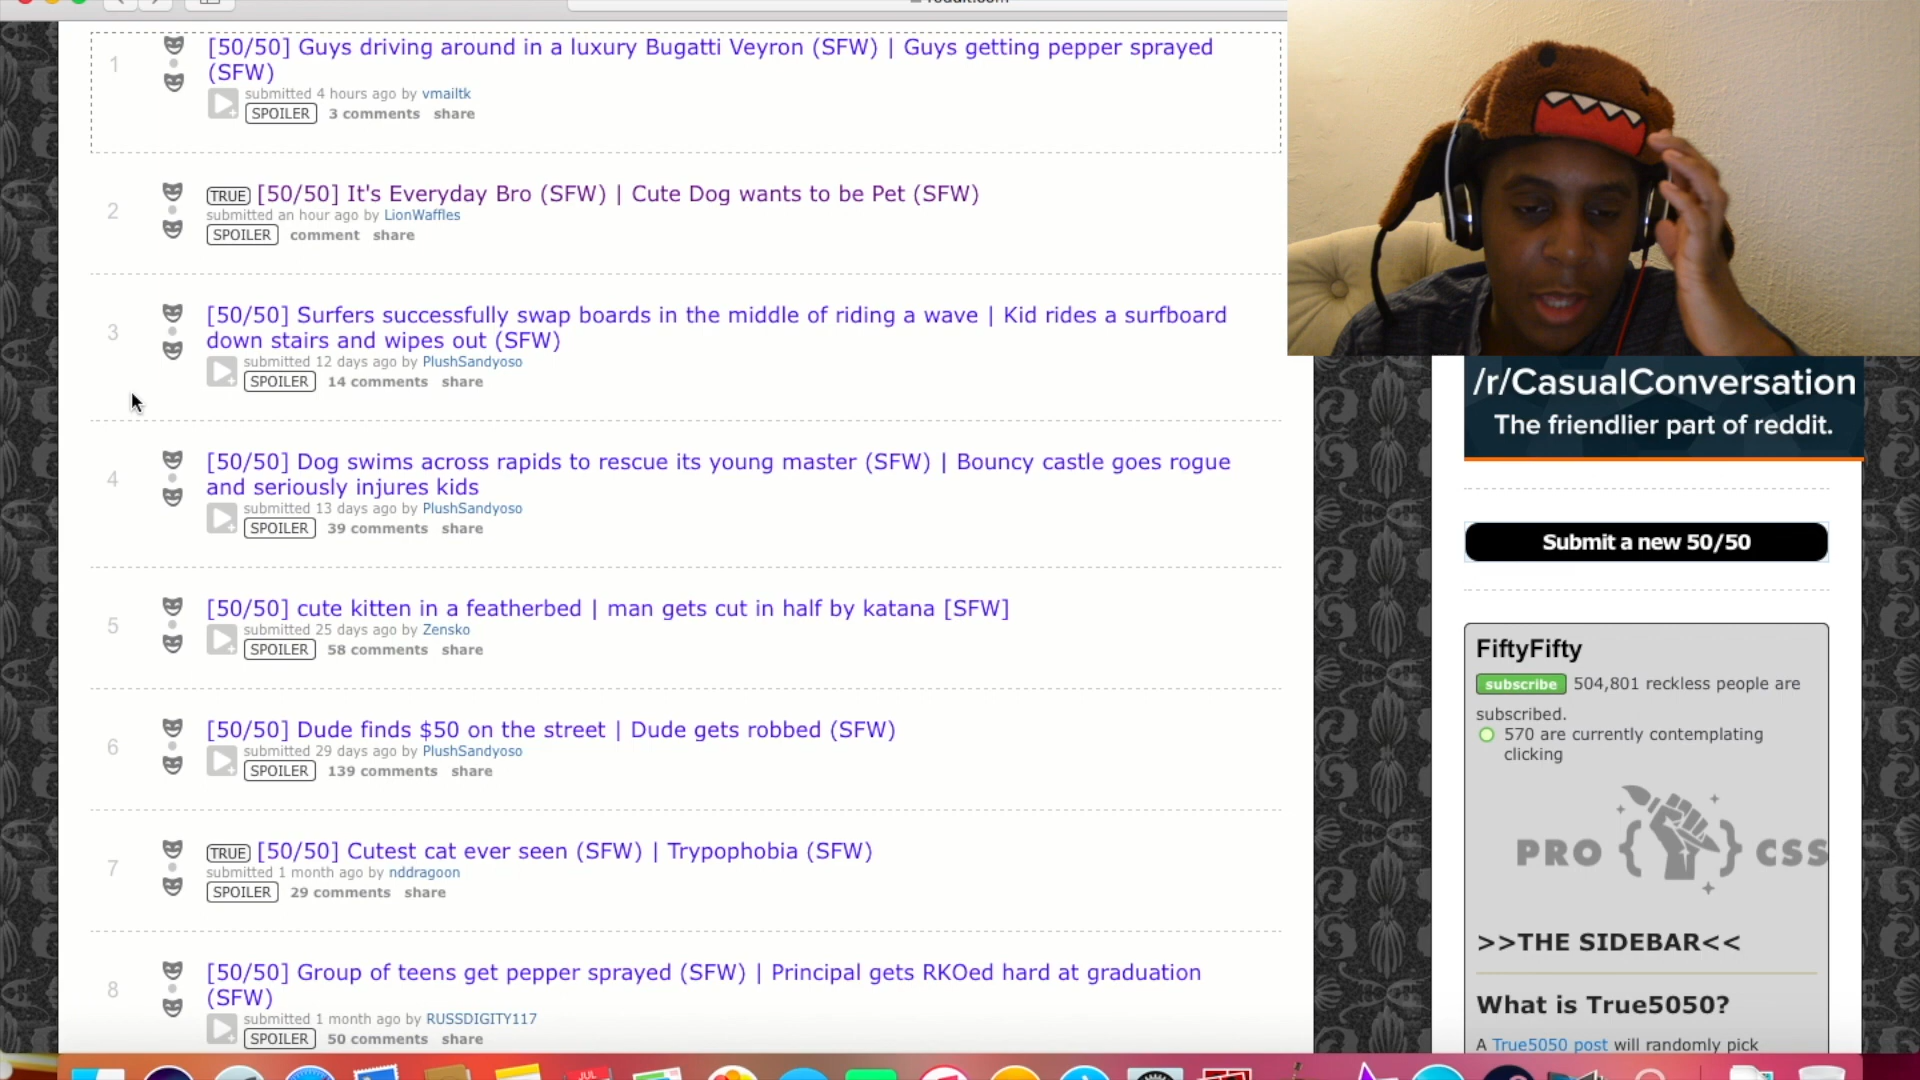 1
[50/50] Guys driving around in a luxury Bugatti Veyron (SFW) | Guys getting pepper sprayed
(SFW)
submitted 4 hours ago by vmailtk
SPOILER 3 comments share
2
TRUE [50/50] It's Everyday Bro (SFW) | Cute Dog wants to be Pet (SFW)
submitted an hour ago by LionWaffles
SPOILER comment share
3
[50/50] Surfers successfully swap boards in the middle of riding a wave | Kid rides a surfboard
down stairs and wipes out (SFW)
submitted 12 days ago by PlushSandyoso
SPOILER 14 comments share
4
[50/50] Dog swims across rapids to rescue its young master (SFW) | Bouncy castle goes rogue
and seriously injures kids
submitted 13 days ago by PlushSandyoso
SPOILER 39 comments share
5
[50/50] cute kitten in a featherbed | man gets cut in half by katana [SFW]
submitted 25 days ago by Zensko
SPOILER 58 comments share
6
[50/50] Dude finds $50 on the street | Dude gets robbed (SFW)
submitted 29 days ago by PlushSandyoso
SPOILER 139 comments share
7
TRUE [50/50] Cutest cat ever seen (SFW) | Trypophobia (SFW)
submitted 1 month ago by nddragoon
SPOILER 29 comments share
8
[50/50] Group of teens get pepper sprayed (SFW) | Principal gets RKOed hard at graduation
(SFW)
submitted 1 month ago by RUSSDIGITY117
SPOILER 50 comments share
/r/CasualConversation
The friendlier part of reddit.
Submit a new 50/50
FiftyFifty
subscribe 504,801 reckless people are
subscribed.
570 are currently contemplating
clicking
PRO { } CSS
>>THE SIDEBAR<<
What is True5050?
A True5050 post will randomly pick
JUL